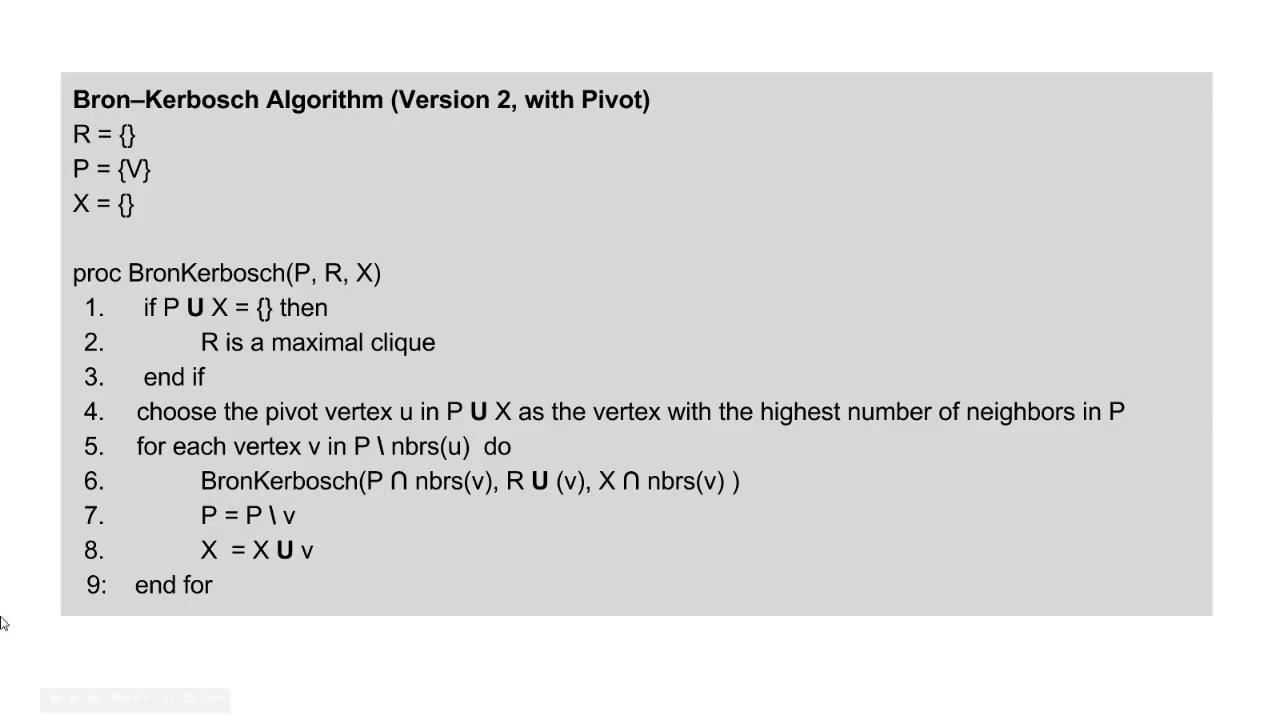 Bron–Kerbosch Algorithm (Version 2, with Pivot)
R = {}
P = {V}
X = {}
proc BronKerbosch(P, R, X)
1. if P U X = {} then
2. R is a maximal clique
3. end if
4. choose the pivot vertex u in P U X as the vertex with the highest number of neighbors in P
5. for each vertex v in P \ nbrs(u) do
6. BronKerbosch(P ∩ nbrs(v), R U (v), X ∩ nbrs(v) )
7. P = P \ v
8. X = X U v
9: end for